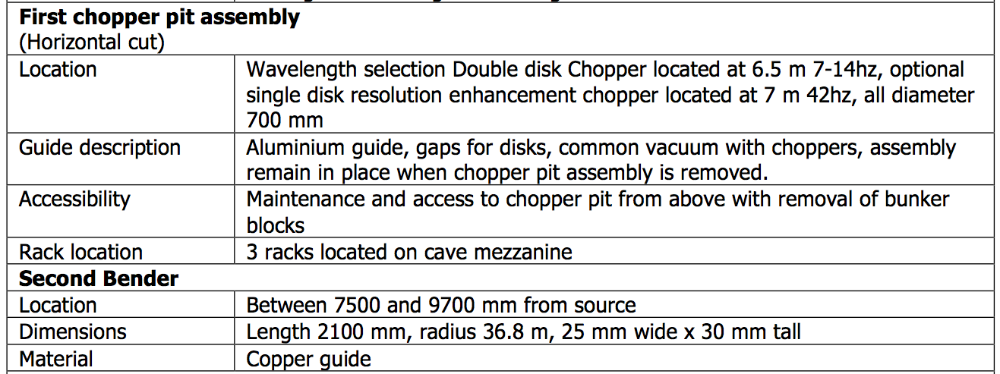 First chopper pit assembly
(Horizontal cut)
Location
Wavelength selection Double disk Chopper located at 6.5 m 7-14hz, optional
single disk resolution enhancement chopper located at 7 m 42hz, all diameter
700 mm
Guide description
Aluminium guide, gaps for disks, common vacuum with choppers, assembly
remain in place when chopper pit assembly is removed.
Accessibility
Maintenance and access to chopper pit from above with removal of bunker
blocks
Rack location
3 racks located on cave mezzanine
Second Bender
Location
Between 7500 and 9700 mm from source
Dimensions
Length 2100 mm, radius 36.8 m, 25 mm wide x 30 mm tall
Material
Copper guide